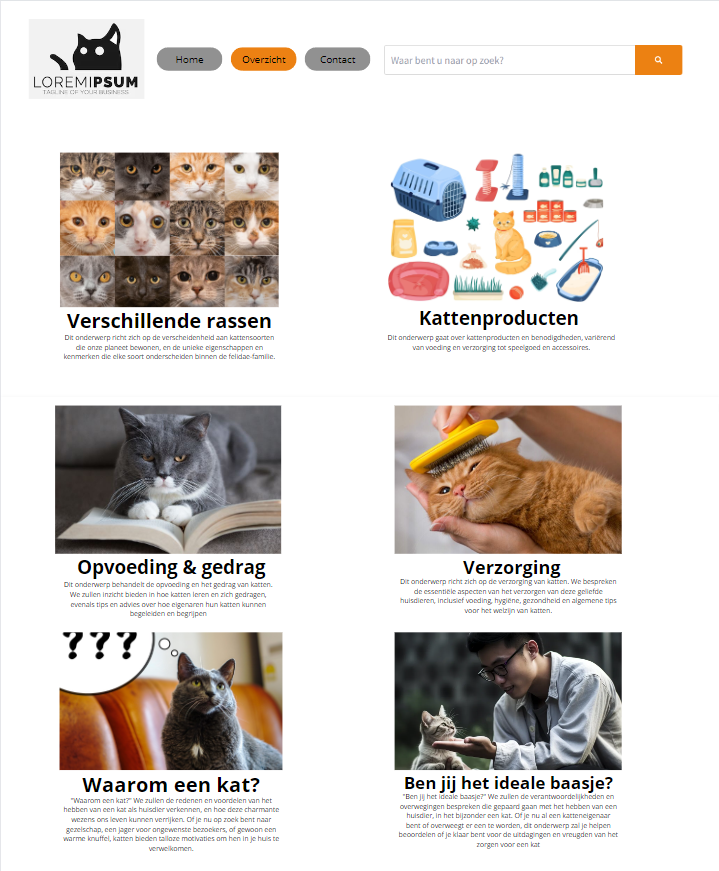 LOREMIPSUM
TAGLINE OF YOUR BUSINESS
Home
Overzicht
Contact
Waar bent u naar op zoek?
Verschillende rassen
Dit onderwerp richt zich op de verscheidenheid aan kattensoorten
die onze planeet bewonen, en de unieke eigenschappen en
kenmerken die elke soort onderscheiden binnen de felidae-familie.
Kattenproducten
Dit onderwerp gaat over kattenproducten en benodigdheden, variërend
van voeding en verzorging tot speelgoed en accessoires.
Opvoeding & gedrag
Dit onderwerp behandelt de opvoeding en het gedrag van katten.
We zullen inzicht bieden in hoe katten leren en zich gedragen,
evenals tips en advies over hoe eigenaren hun katten kunnen
begeleiden en begrijpen
Verzorging
Dit onderwerp richt zich op de verzorging van katten. We bespreken
de essentiële aspecten van het verzorgen van deze geliefde
huisdieren, inclusief voeding, hygiëne, gezondheid en algemene tips
voor het welzijn van katten.
???
Waarom een kat?
"Waarom een kat?" We zullen de redenen en voordelen van het
hebben van een kat als huisdier verkennen, en hoe deze charmante
wezens ons leven kunnen verrijken. Of je nu op zoek bent naar
gezelschap, een jager voor ongewenste bezoekers, of gewoon een
warme knuffel, katten bieden talloze motivaties om hen in je huis te
verwelkomen.
Ben jij het ideale baasje?
"Ben jij het ideale baasje?" We zullen de verantwoordelijkheden en
overwegingen bespreken die gepaard gaan met het hebben van een
huisdier, in het bijzonder een kat. Of je nu al een katteneigenaar
bent of overweegt er een te worden, dit onderwerp zal je helpen
beoordelen of je klaar bent voor de uitdagingen en vreugden van het
zorgen voor een kat